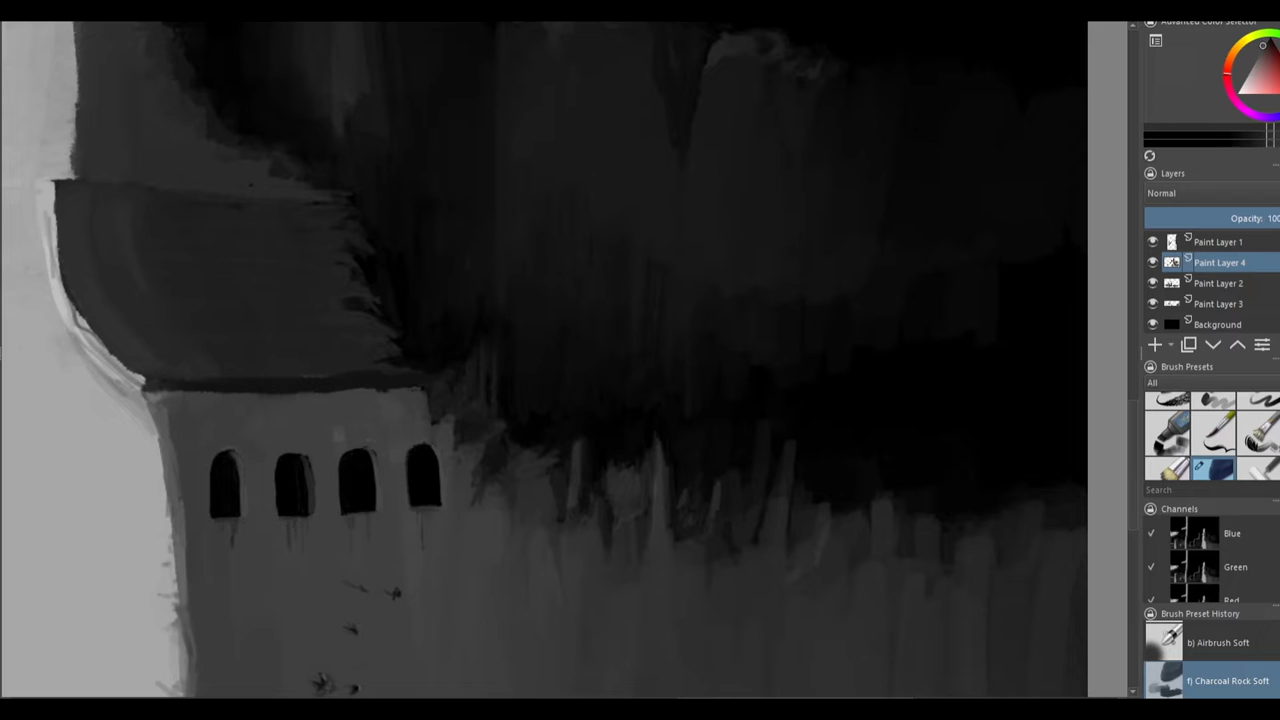 Advanced Color Selector
Layers
Normal
Opacity: 100
Paint Layer 1
Paint Layer 4
Paint Layer 2
Paint Layer 3
Background
Brush Presets
All
Search
Channels
Blue
Green
Red
Brush Preset History
b) Airbrush Soft
f) Charcoal Rock Soft